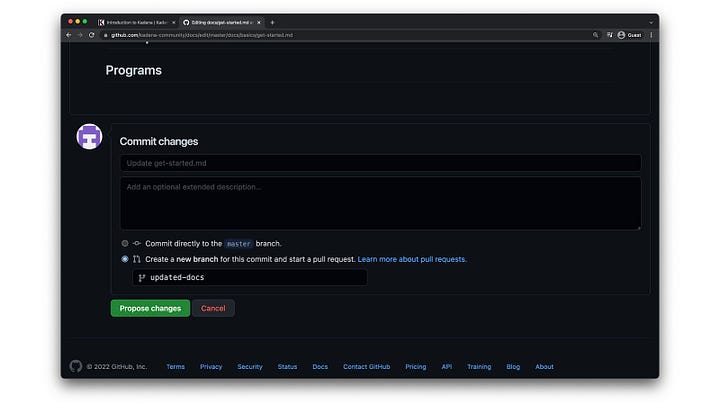 Introduction to Kadena | Kaden
Editing docs/get-started.md at
github.com/kadena-community/docs/edit/master/docs/basics/get-started.md
Guest
Programs
Commit changes
Update get-started.md
Add an optional extended description...
Commit directly to the master branch.
Create a new branch for this commit and start a pull request. Learn more about pull requests.
updated-docs
Propose changes
Cancel
© 2022 GitHub, Inc.
Terms
Privacy
Security
Status
Docs
Contact GitHub
Pricing
API
Training
Blog
About